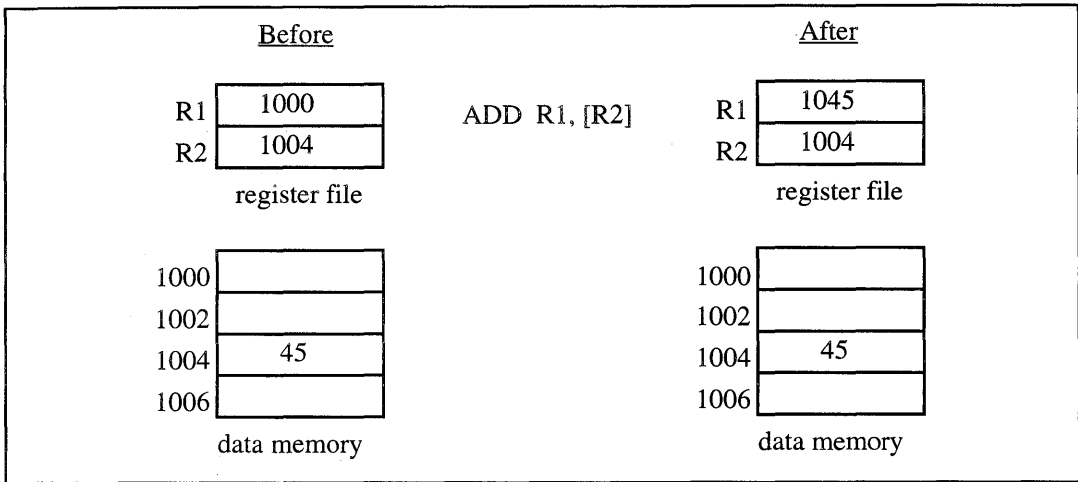 Before
After
R1 1000
R2 1004
register file
ADD R1, [R2]
R1 1045
R2 1004
register file
1000
1002
1004 45
1006
data memory
1000
1002
1004 45
1006
data memory